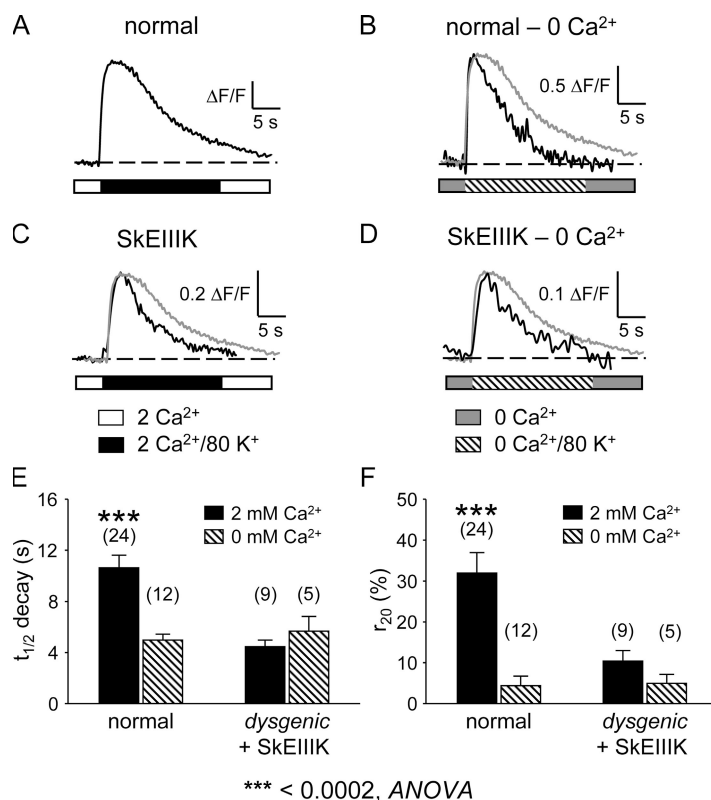 A
normal
ΔF/F
5 s
B
normal – 0 Ca²⁺
0.5 ΔF/F
5 s
C
SkEIIIK
0.2 ΔF/F
5 s
D
SkEIIIK – 0 Ca²⁺
0.1 ΔF/F
5 s
2 Ca²⁺
2 Ca²⁺/80 K⁺
0 Ca²⁺
0 Ca²⁺/80 K⁺
E
t1/2 decay (s)
16
12
8
4
0
***
(24)
(12)
(9)
(5)
2 mM Ca²⁺
0 mM Ca²⁺
normal
dysgenic
+ SkEIIIK
F
r20 (%)
50
40
30
20
10
0
***
(24)
(12)
(9)
(5)
2 mM Ca²⁺
0 mM Ca²⁺
normal
dysgenic
+ SkEIIIK
*** < 0.0002, ANOVA